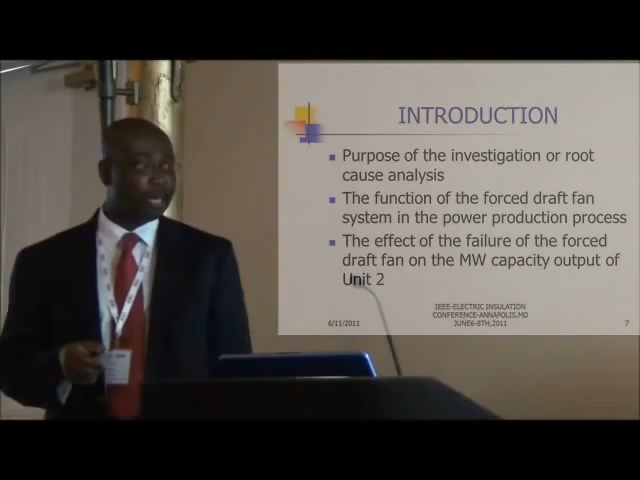 INTRODUCTION
Purpose of the investigation or root
cause analysis
The function of the forced draft fan
system in the power production process
The effect of the failure of the forced
draft fan on the MW capacity output of
Unit 2
IEEE-ELECTRIC INSULATION
CONFERENCE-ANNAPOLIS,MD
6/11/2011 JUNE6-8TH,2011 7